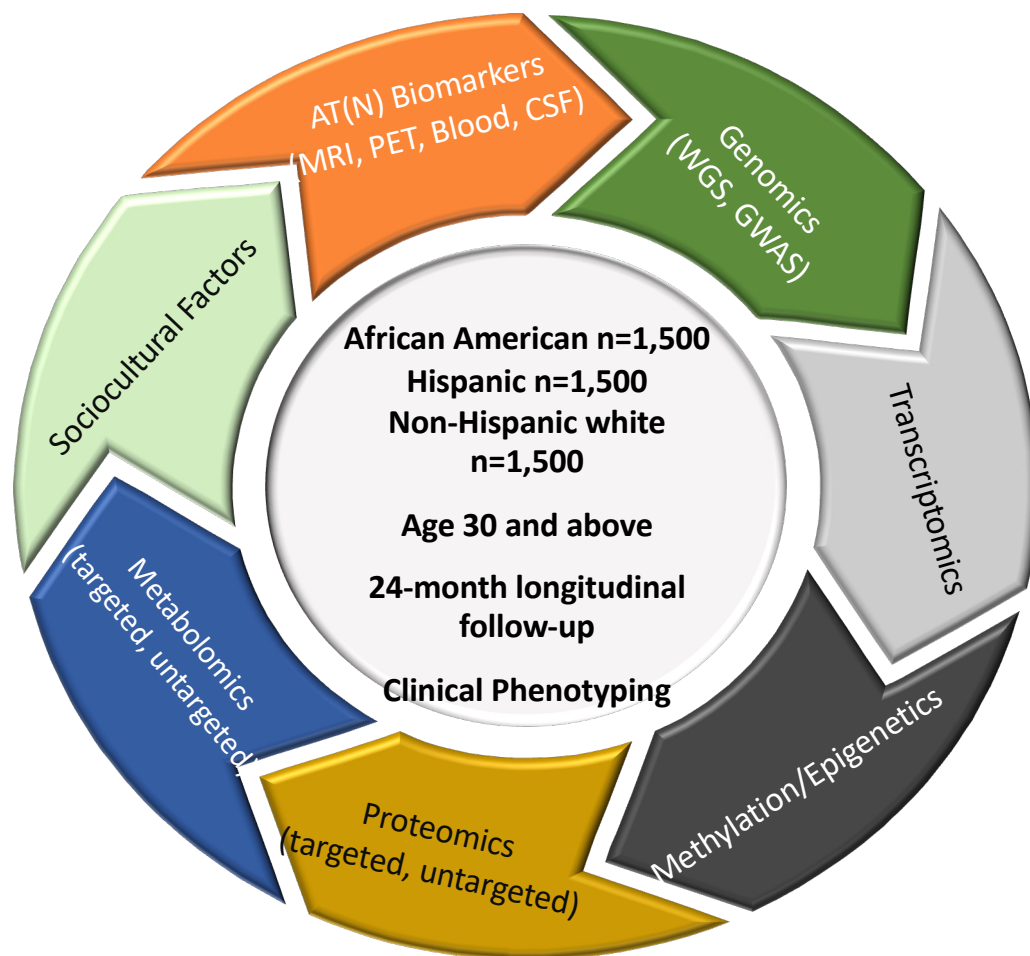 AT(N) Biomarkers
(MRI, PET, Blood, CSF)
Genomics
(WGS, GWAS)
Transcriptomics
Methylation/Epigenetics
Proteomics
(targeted, untargeted)
Metabolomics
(targeted, untargeted)
Sociocultural Factors
African American n=1,500
Hispanic n=1,500
Non-Hispanic white
n=1,500
Age 30 and above
24-month longitudinal
follow-up
Clinical Phenotyping